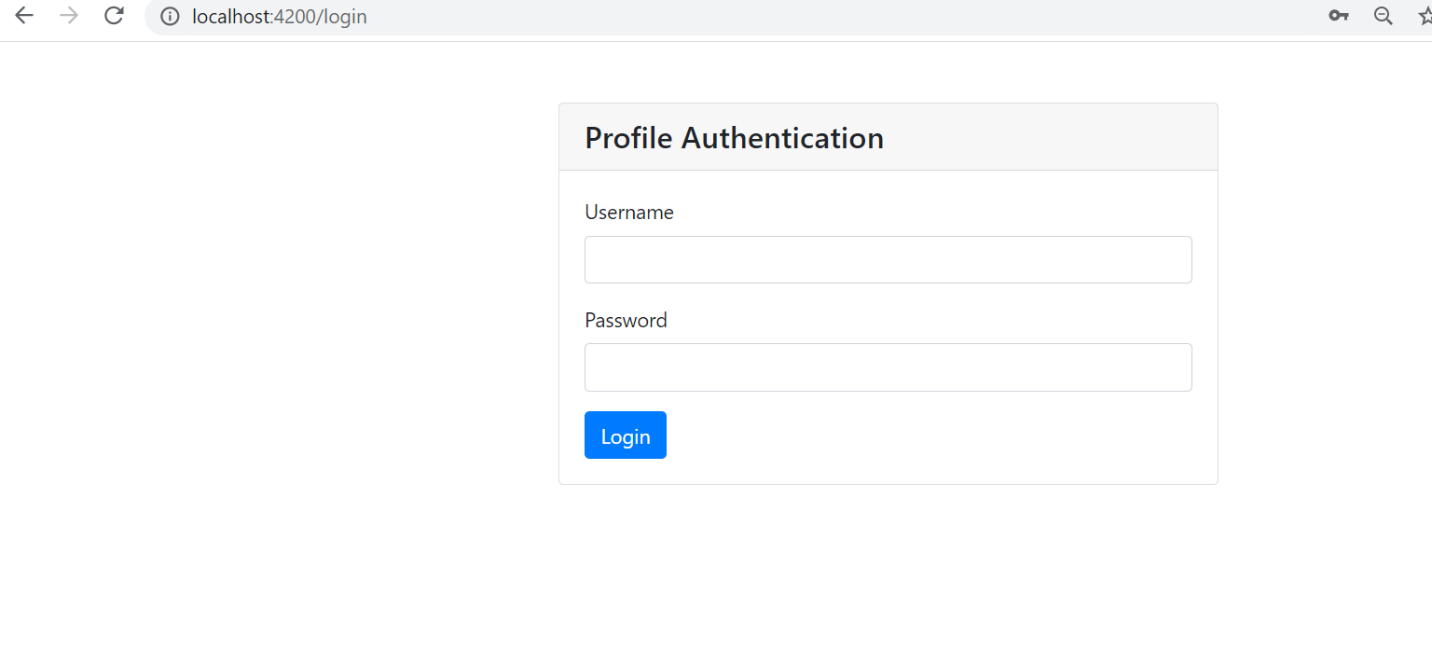 localhost:4200/login
Profile Authentication
Username
Password
Login